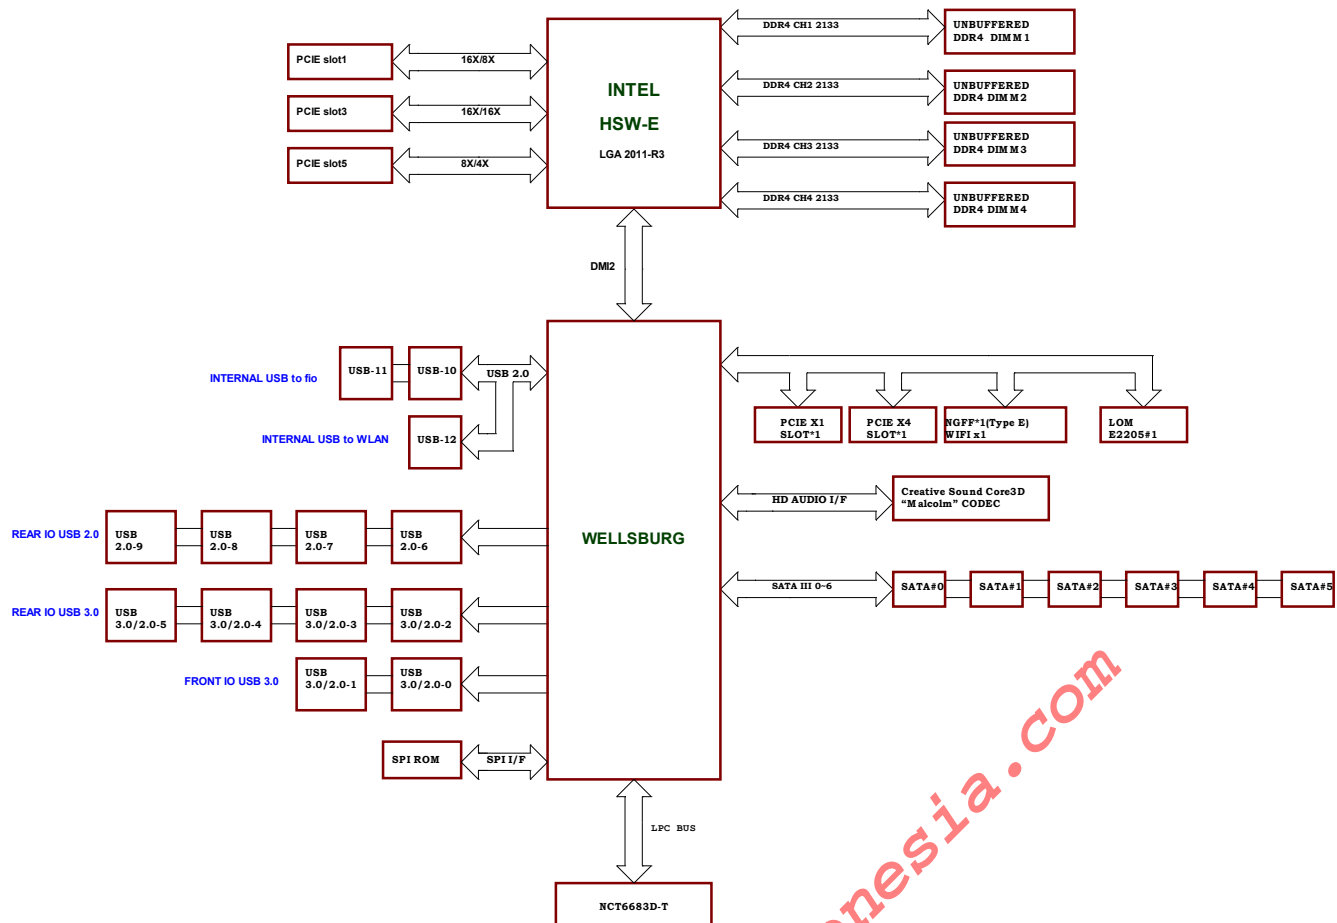 DDR4 CH1 2133
UNBUFFERED
DDR4 DIMM1
PCIE slot1
16X/8X
INTEL
HSW-E
LGA 2011-R3
DDR4 CH2 2133
UNBUFFERED
DDR4 DIMM2
PCIE slot3
16X/16X
DDR4 CH3 2133
UNBUFFERED
DDR4 DIMM3
PCIE slot5
8X/4X
DDR4 CH4 2133
UNBUFFERED
DDR4 DIMM4
DMI2
INTERNAL USB to fio
USB-11
USB-10
USB 2.0
INTERNAL USB to WLAN
USB-12
PCIE X1
SLOT*1
PCIE X4
SLOT*1
NGFF*1(Type E)
WIFI x1
LOM
E2205#1
HD AUDIO I/F
Creative Sound Core3D
“Malcolm” CODEC
WELLSBURG
REAR IO USB 2.0
USB
2.0-9
USB
2.0-8
USB
2.0-7
USB
2.0-6
SATA III 0~6
SATA#0
SATA#1
SATA#2
SATA#3
SATA#4
SATA#5
REAR IO USB 3.0
USB
3.0/2.0-5
USB
3.0/2.0-4
USB
3.0/2.0-3
USB
3.0/2.0-2
FRONT IO USB 3.0
USB
3.0/2.0-1
USB
3.0/2.0-0
SPI ROM
SPI I/F
LPC BUS
NCT6683D-T
nesia.com